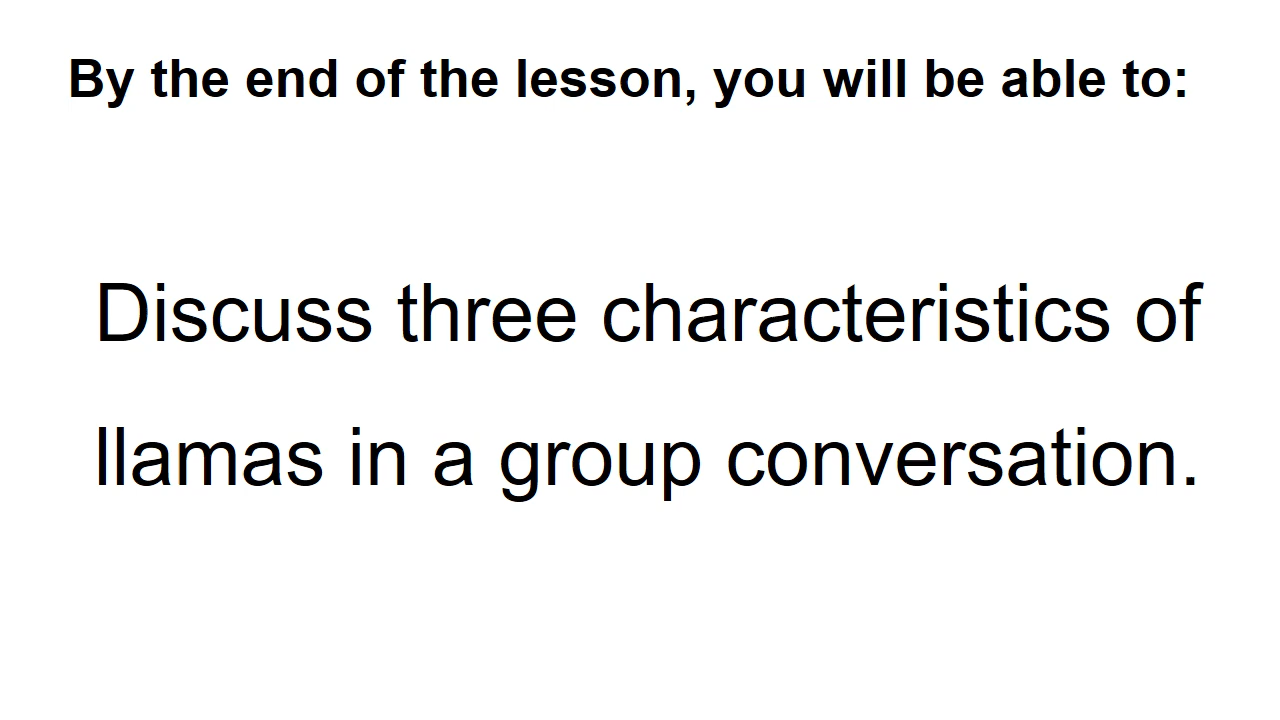 By the end of the lesson, you will be able to:
Discuss three characteristics of
llamas in a group conversation.